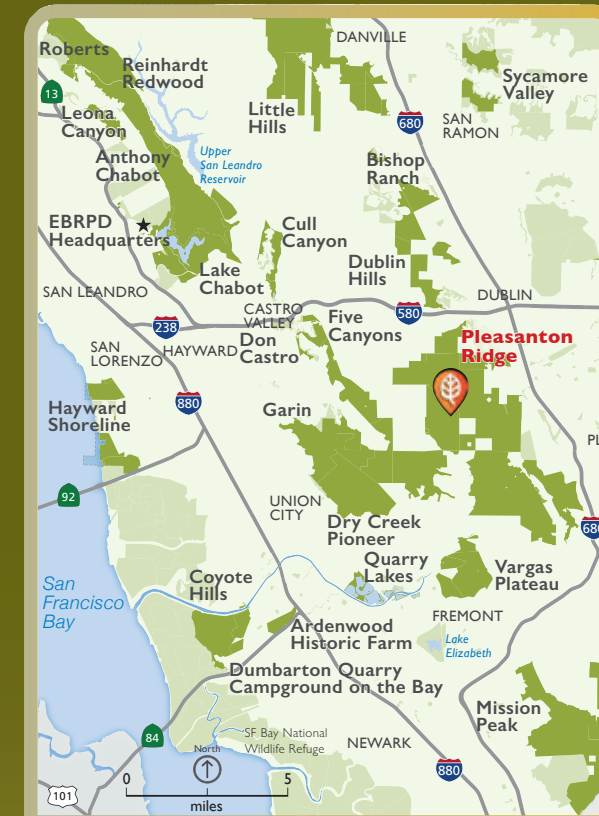 DANVILLE
Roberts
Reinhardt
Redwood
Sycamore
Valley
13
Leona
Canyon
Little
Hills
680
SAN
RAMON
Upper
San Leandro
Reservoir
Anthony
Chabot
Bishop
Ranch
EBRPD
Headquarters
Cull
Canyon
Lake
Chabot
Dublin
Hills
SAN LEANDRO
DUBLIN
CASTRO
VALLEY
580
238
Five
Canyons
Pleasanton
Ridge
SAN
LORENZO
HAYWARD
Don
Castro
880
Hayward
Shoreline
Garin
PL
92
UNION
CITY
Dry Creek
Pioneer
680
Quarry
Lakes
Vargas
Plateau
San
Francisco
Bay
Coyote
Hills
FREMONT
Ardenwood
Historic Farm
Lake
Elizabeth
Dumbarton Quarry
Campground on the Bay
Mission
Peak
84
SF Bay National
Wildlife Refuge
NEWARK
North
880
0
5
miles
101